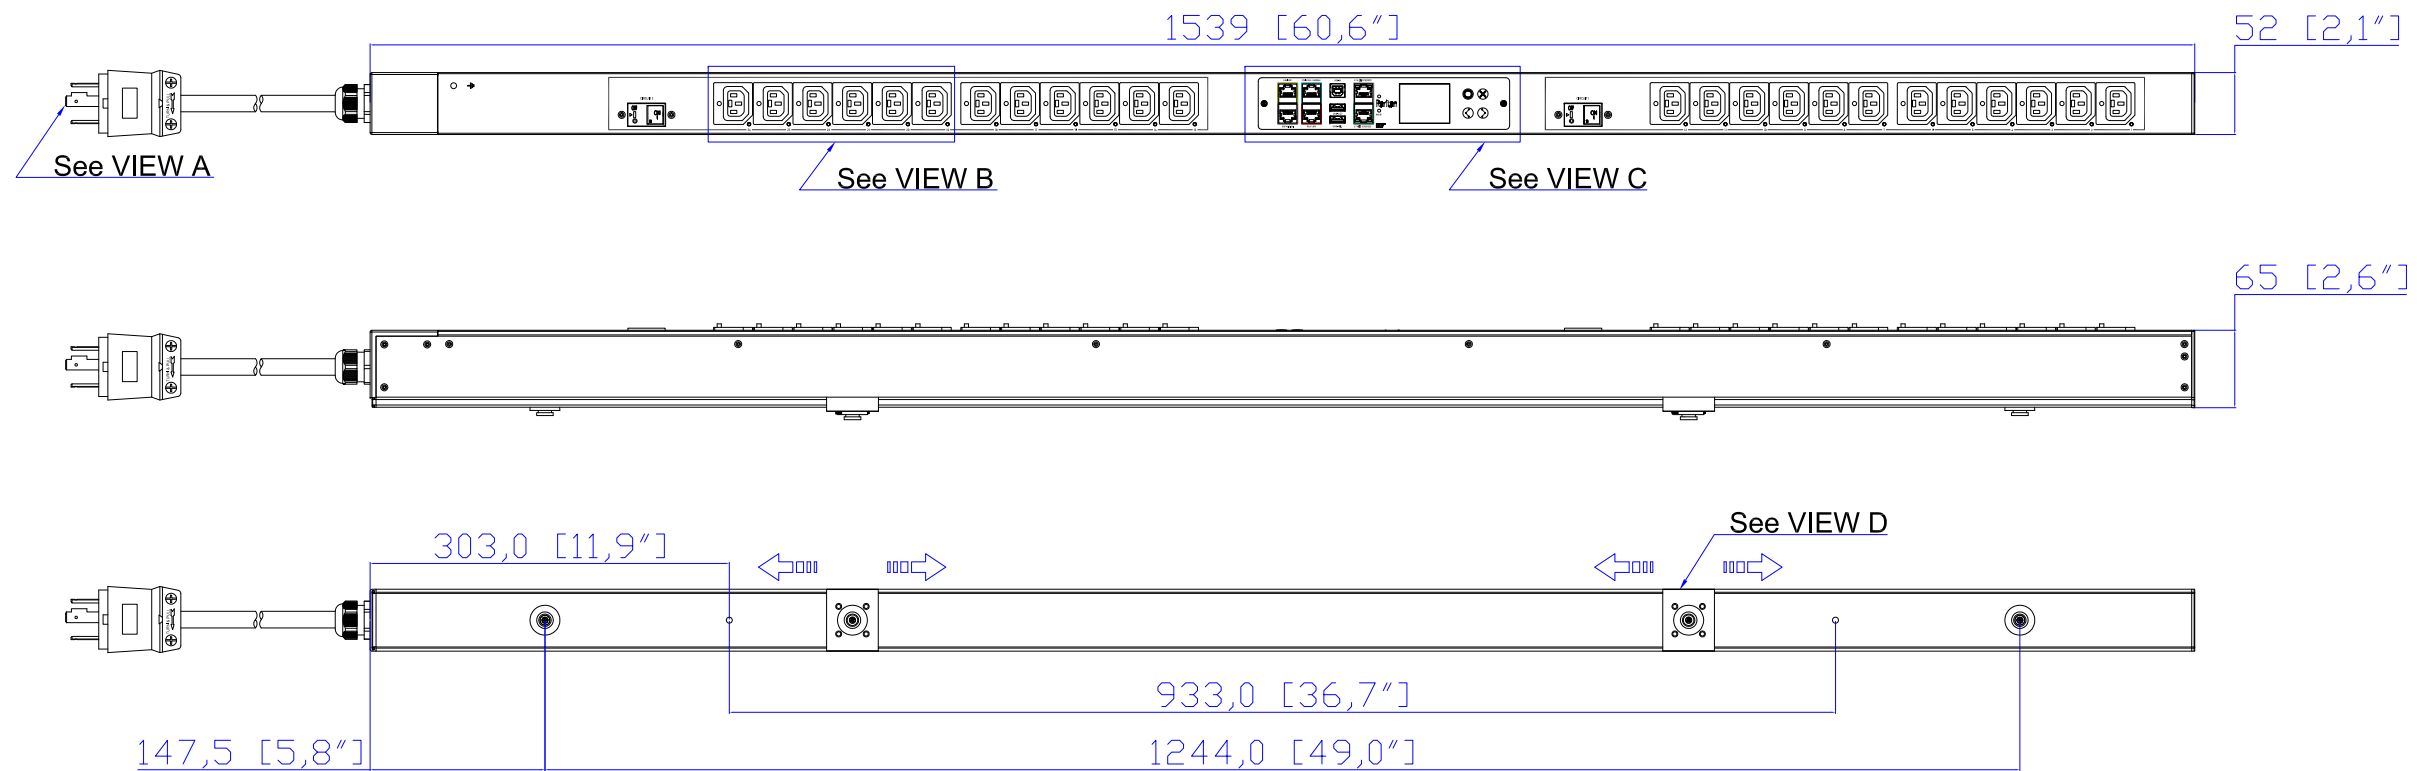 1539 [60,6"]
52 [2,1"]
See VIEW A
See VIEW B
See VIEW C
65 [2,6"]
See VIEW D
303,0 [11,9"]
933,0 [36,7"]
147,5 [5,8"]
1244,0 [49,0"]